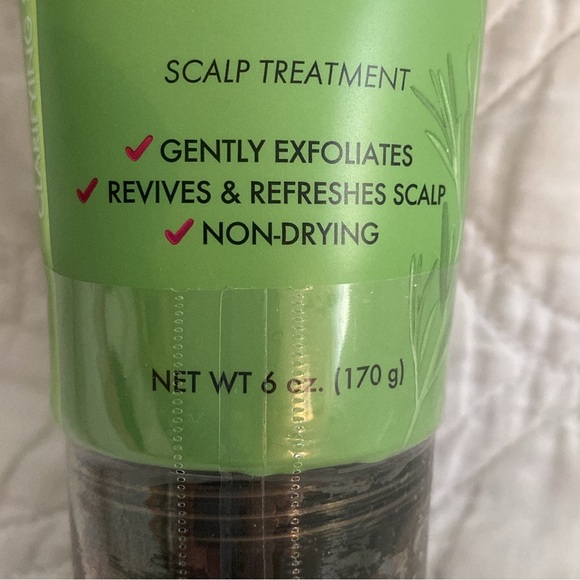 SCALP TREATMENT
GENTLY EXFOLIATES
REVIVES & REFRESHES SCALP
NON-DRYING
NET WT 6 oz. (170 g)